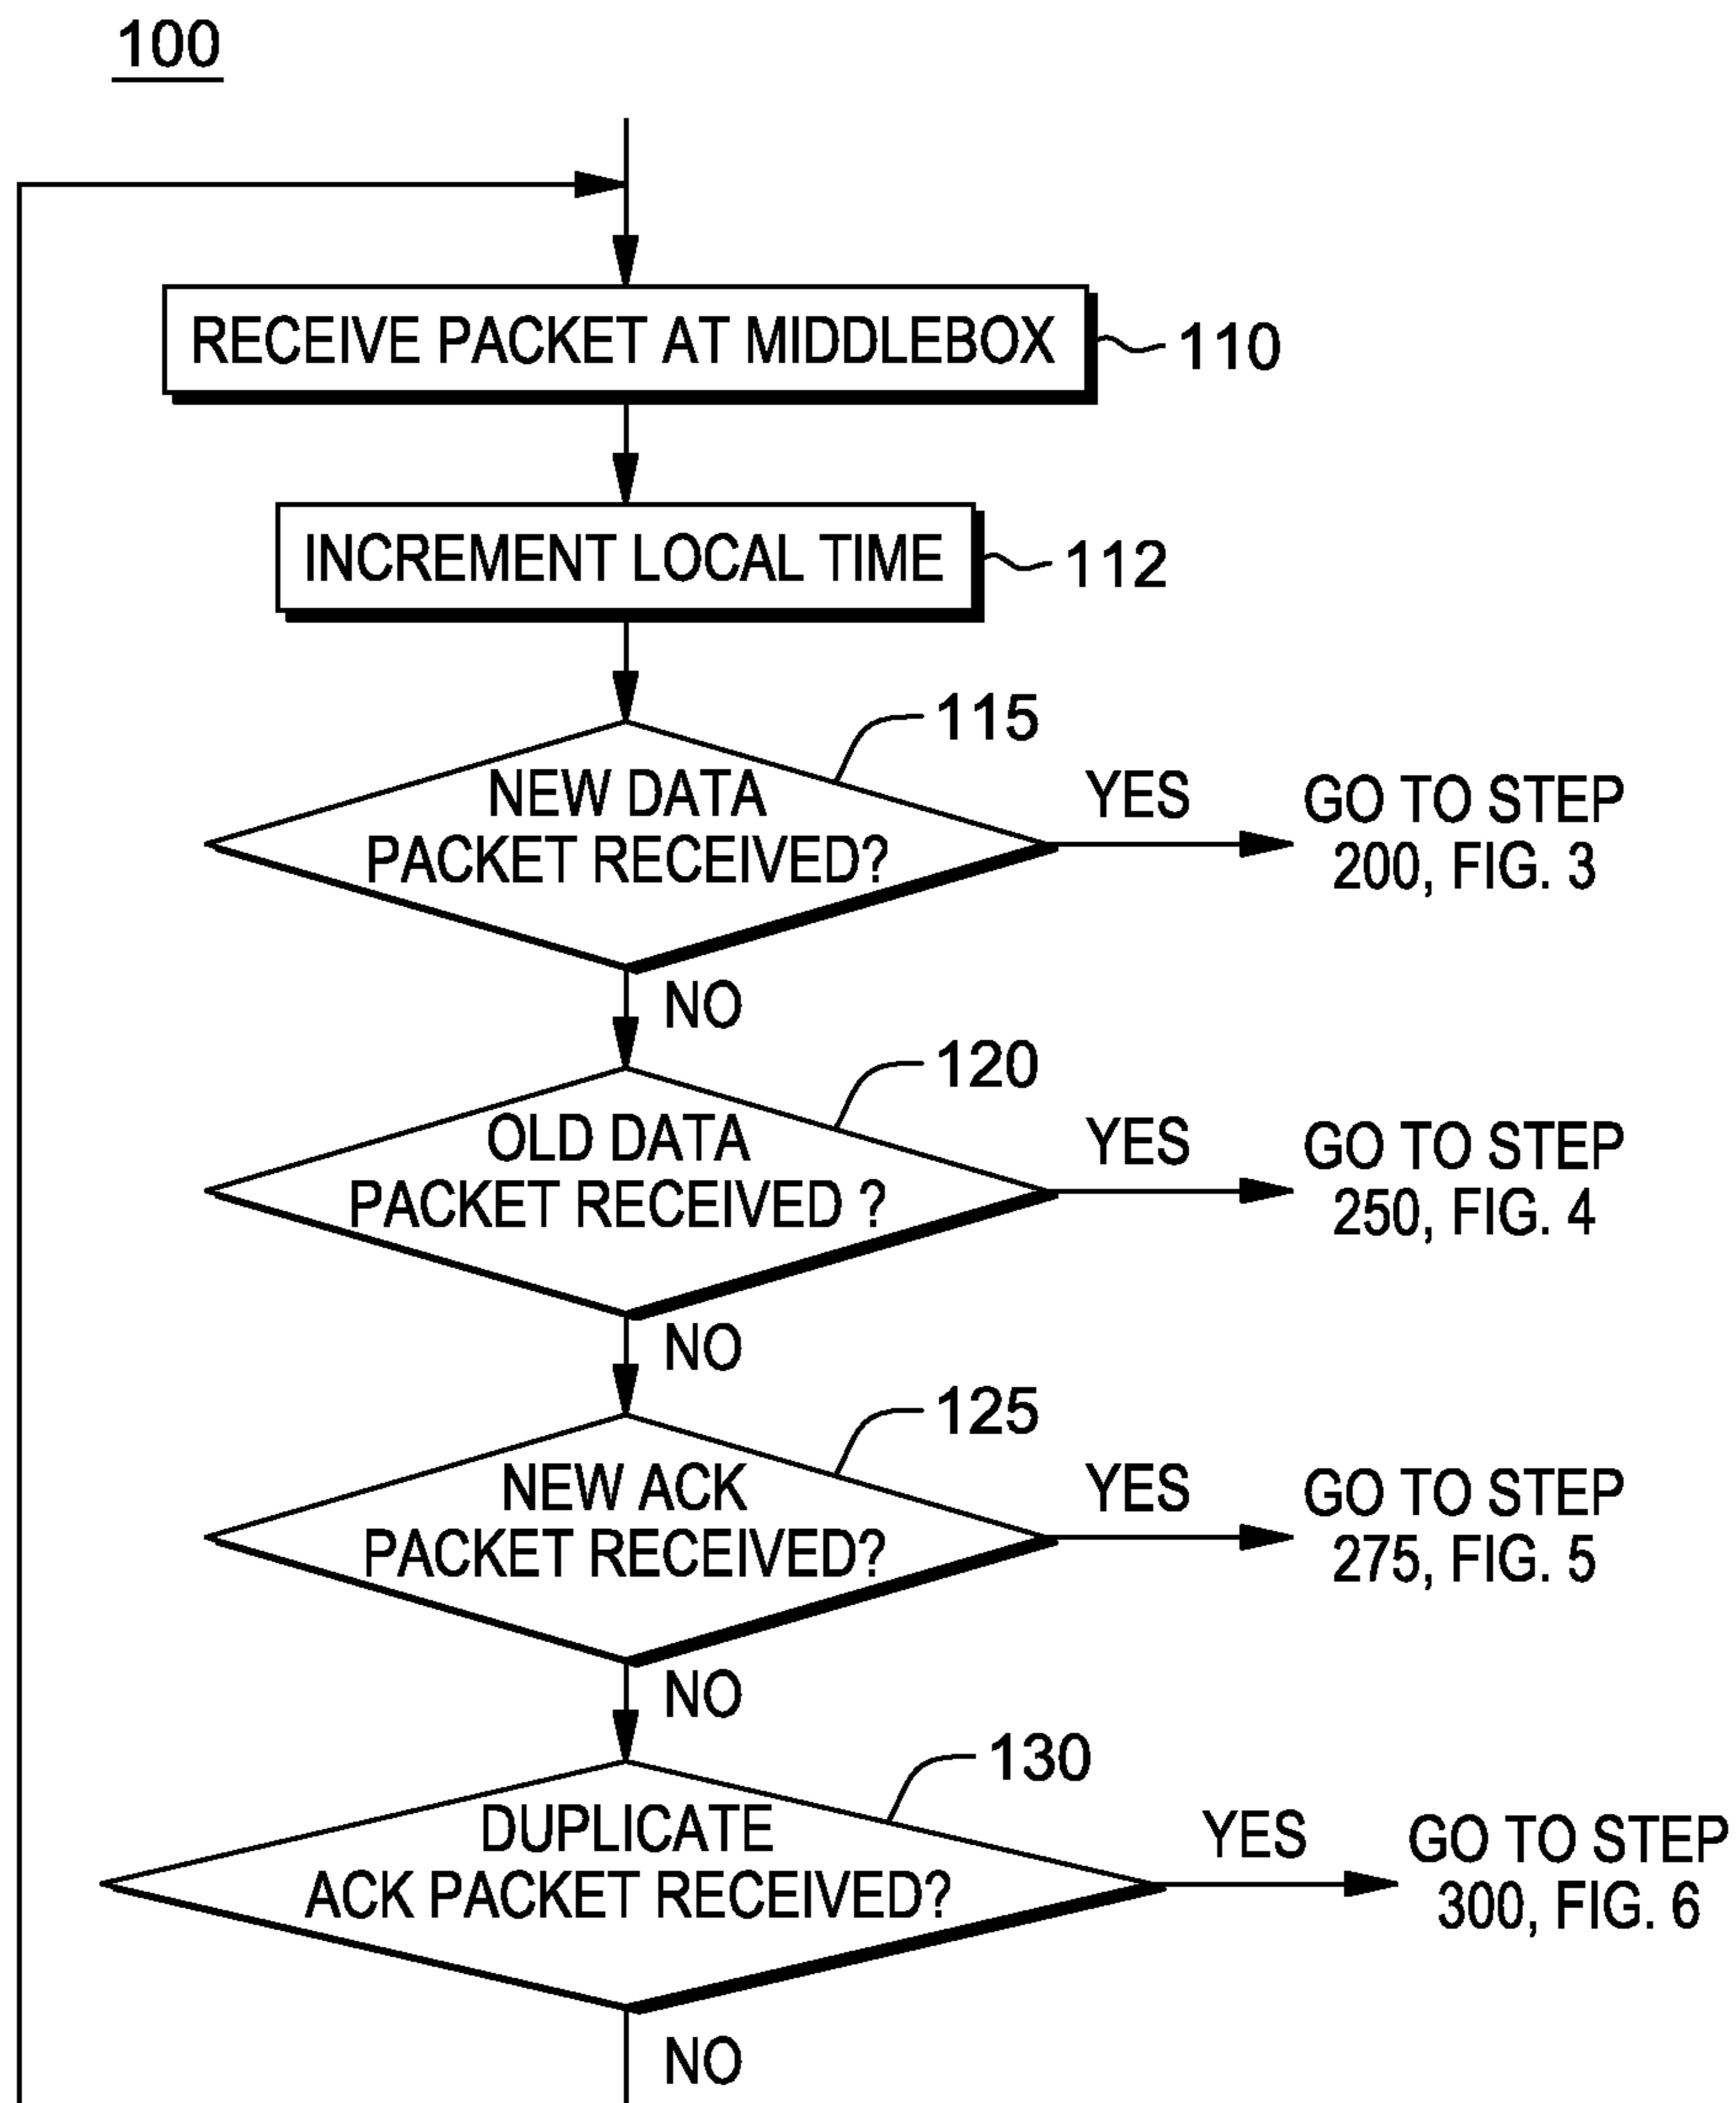 100
RECEIVE PACKET AT MIDDLEBOX
110
INCREMENT LOCAL TIME
112
115
NEW DATA
PACKET RECEIVED?
YES
GO TO STEP
200, FIG. 3
NO
120
OLD DATA
PACKET RECEIVED ?
YES
GO TO STEP
250, FIG. 4
NO
125
NEW ACK
PACKET RECEIVED?
YES
GO TO STEP
275, FIG. 5
NO
130
DUPLICATE
ACK PACKET RECEIVED?
YES
GO TO STEP
300, FIG. 6
NO